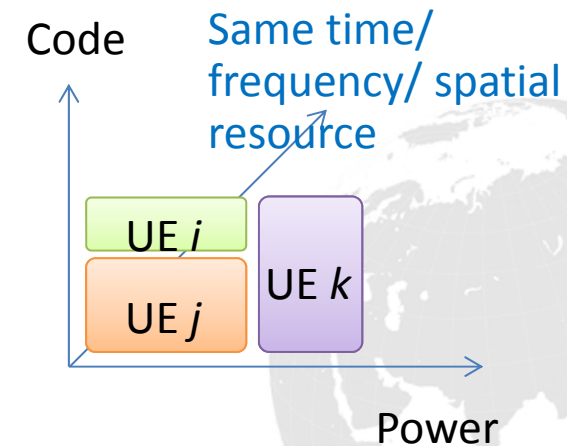 Code
Same time/
frequency/ spatial
resource
UE i
UE j
UE k
Power